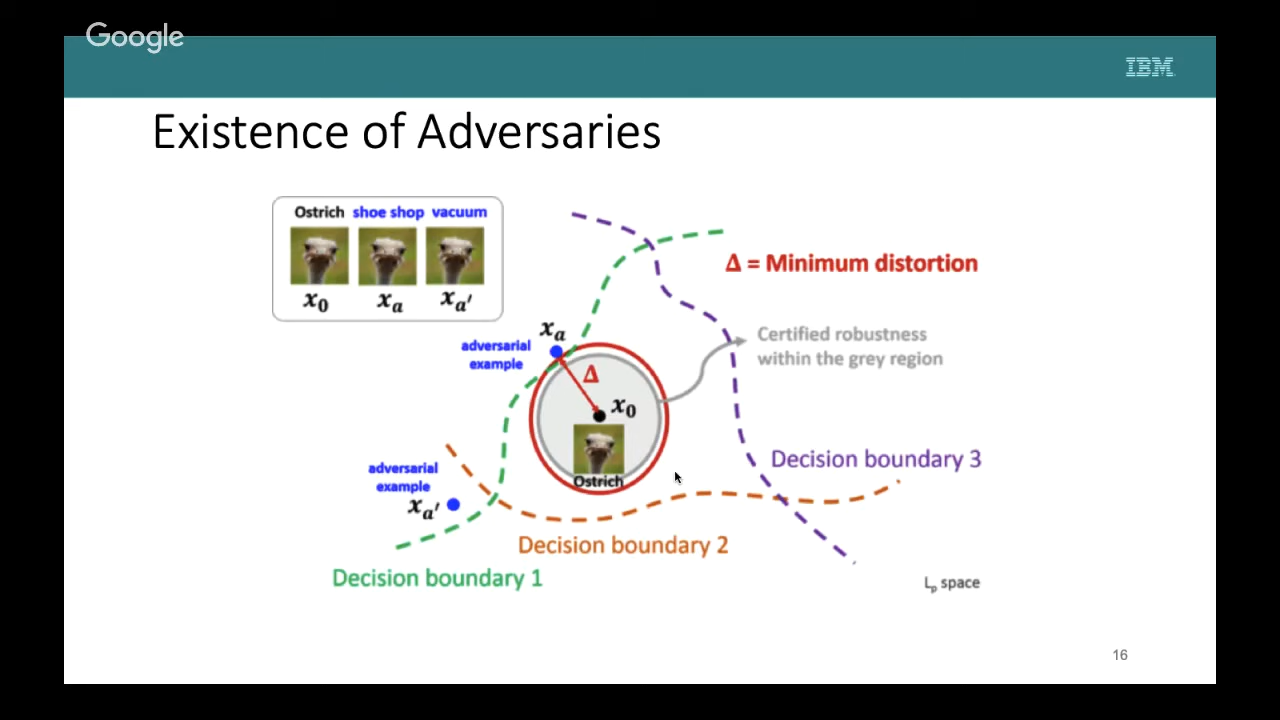 Google
IBM
Existence of Adversaries
Ostrich shoe shop vacuum
x0 xa xa'
Δ = Minimum distortion
xa
adversarial
example
Δ
Certified robustness
within the grey region
x0
Ostrich
adversarial
example
xa'
Decision boundary 3
Decision boundary 2
Decision boundary 1
Lp space
16